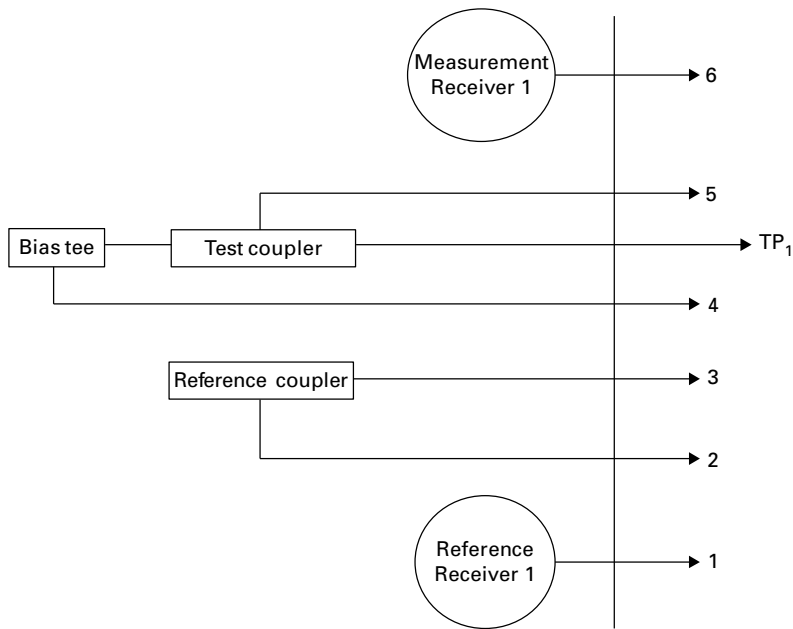 Measurement
Receiver 1
6
5
Bias tee
Test coupler
TP₁
4
Reference coupler
3
2
Reference
Receiver 1
1